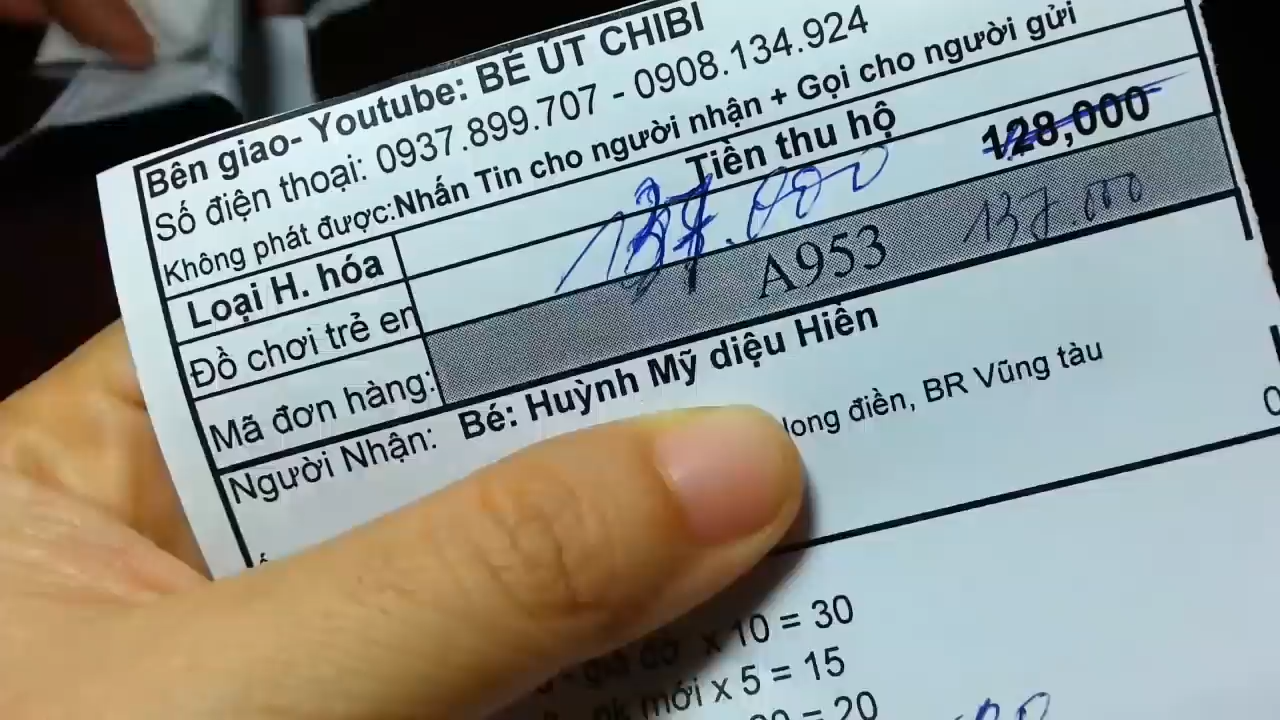 Bên giao- Youtube: BÉ ÚT CHIBI
Số điện thoại: 0937.899.707 - 0908.134.924
Không phát được:Nhấn Tin cho người nhận + Gọi cho người gửi
Loại H. hóa Tiền thu hộ 128,000
Đồ chơi trẻ em 137.000
Mã đơn hàng: A953 137.000
Người Nhận: Bé: Huỳnh Mỹ diệu Hiền
long điền, BR Vũng tàu
x 10 = 30
mới x 5 = 15
= 20